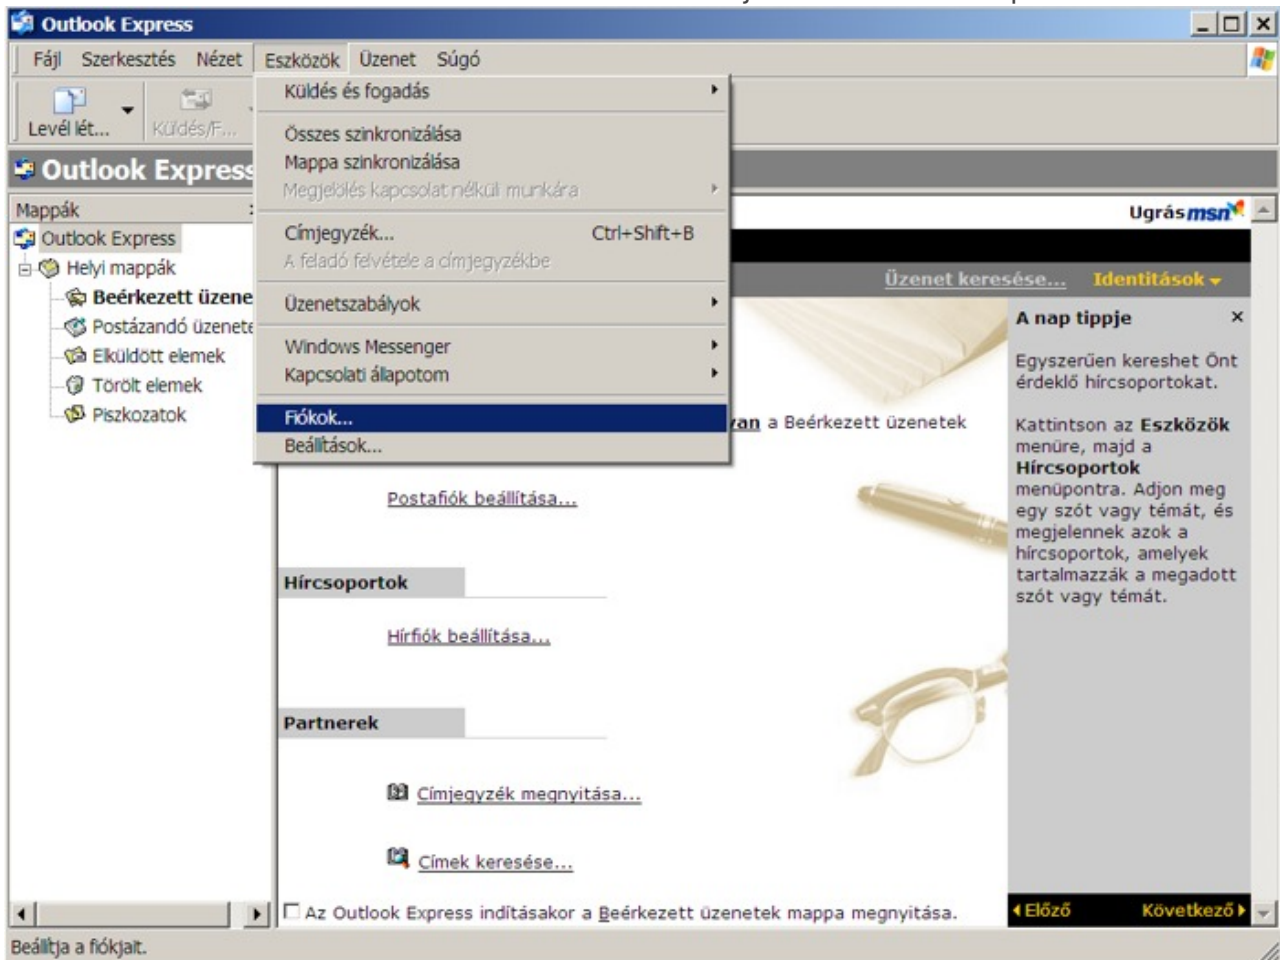 Outlook Express
Fájl Szerkesztés Nézet Eszközök Üzenet Súgó
Levél lét... Küldés/F...
Küldés és fogadás
Összes szinkronizálása
Mappa szinkronizálása
Megjelölés kapcsolat nélküli munkára
Címjegyzék... Ctrl+Shift+B
A feladó felvétele a címjegyzékbe
Üzenetszabályok
Windows Messenger
Kapcsolati állapotom
Fiókok...
Beállítások...
Outlook Express
Mappák
Outlook Express
Helyi mappák
Beérkezett üzene
Postázandó üzenete
Elküldött elemek
Törölt elemek
Piszkozatok
Ugrás msn
Üzenet keresése... Identitások
van a Beérkezett üzenetek
Postafiók beállítása...
Hírcsoportok
Hírfiók beállítása...
Partnerek
Címjegyzék megnyitása...
Címek keresése...
Az Outlook Express indításakor a Beérkezett üzenetek mappa megnyitása.
A nap tippje
Egyszerűen kereshet Önt
érdeklő hírcsoportokat.
Kattintson az Eszközök
menüre, majd a
Hírcsoportok
menüpontra. Adjon meg
egy szót vagy témát, és
megjelennek azok a
hírcsoportok, amelyek
tartalmazzák a megadott
szót vagy témát.
Előző Következő
Beállítja a fiókjait.